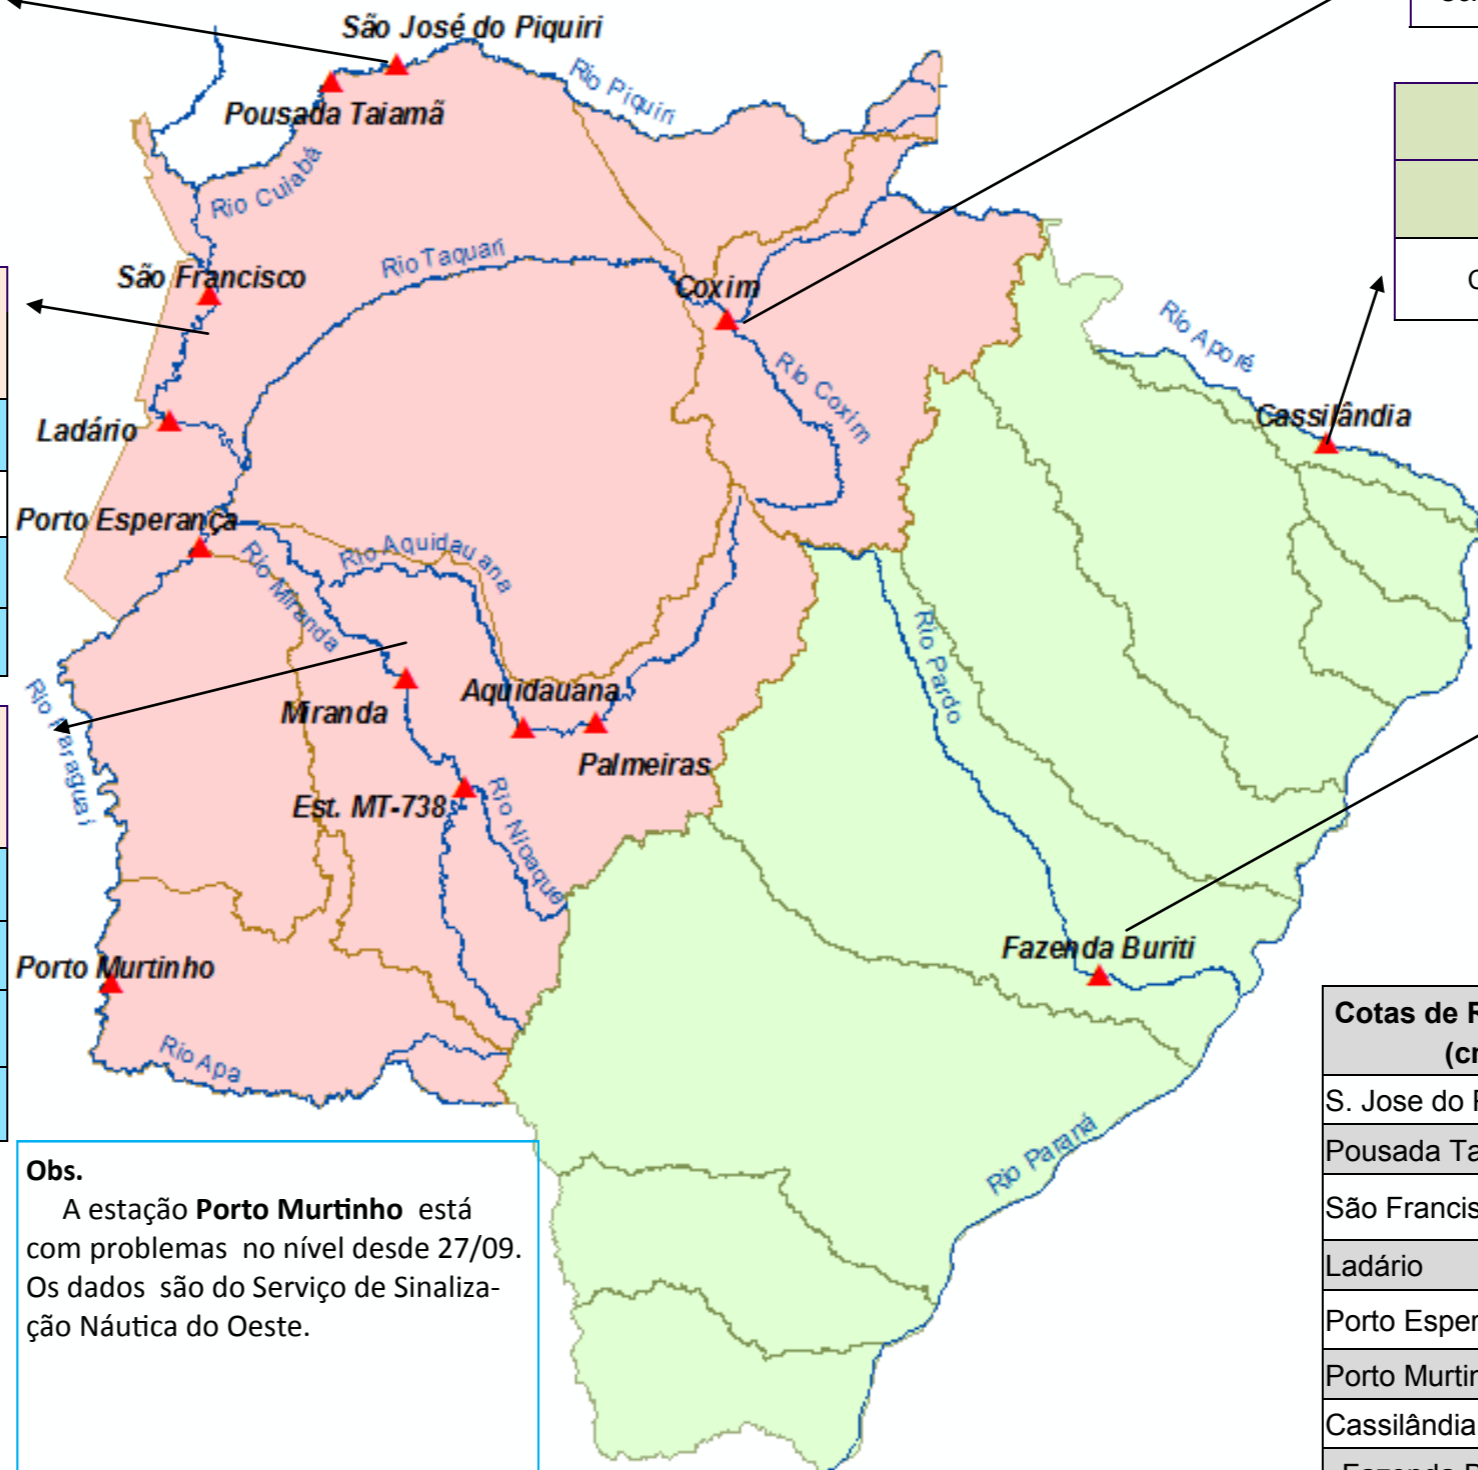 São José do Piquiri
Rio Piquiri
Pousada Taiamã
Rio Cuiabá
Rio Taquari
São Francisco
Coxim
Rio Aporé
Rio Coxim
Cassilândia
Ladário
Porto Esperança
Rio Aquidauana
Rio Miranda
Rio Pardo
Rio Paraguai
Miranda
Aquidauana
Palmeiras
Est. MT-738
Rio Nioaque
Fazenda Buriti
Porto Murtinho
Rio Apa
Rio Paraná
Obs.
A estação Porto Murtinho está
com problemas no nível desde 27/09.
Os dados são do Serviço de Sinaliza-
ção Náutica do Oeste.
Cotas de
S. Jose do
Pousada
São
Ladário
Porto
Porto
Cassilândia
Fazenda